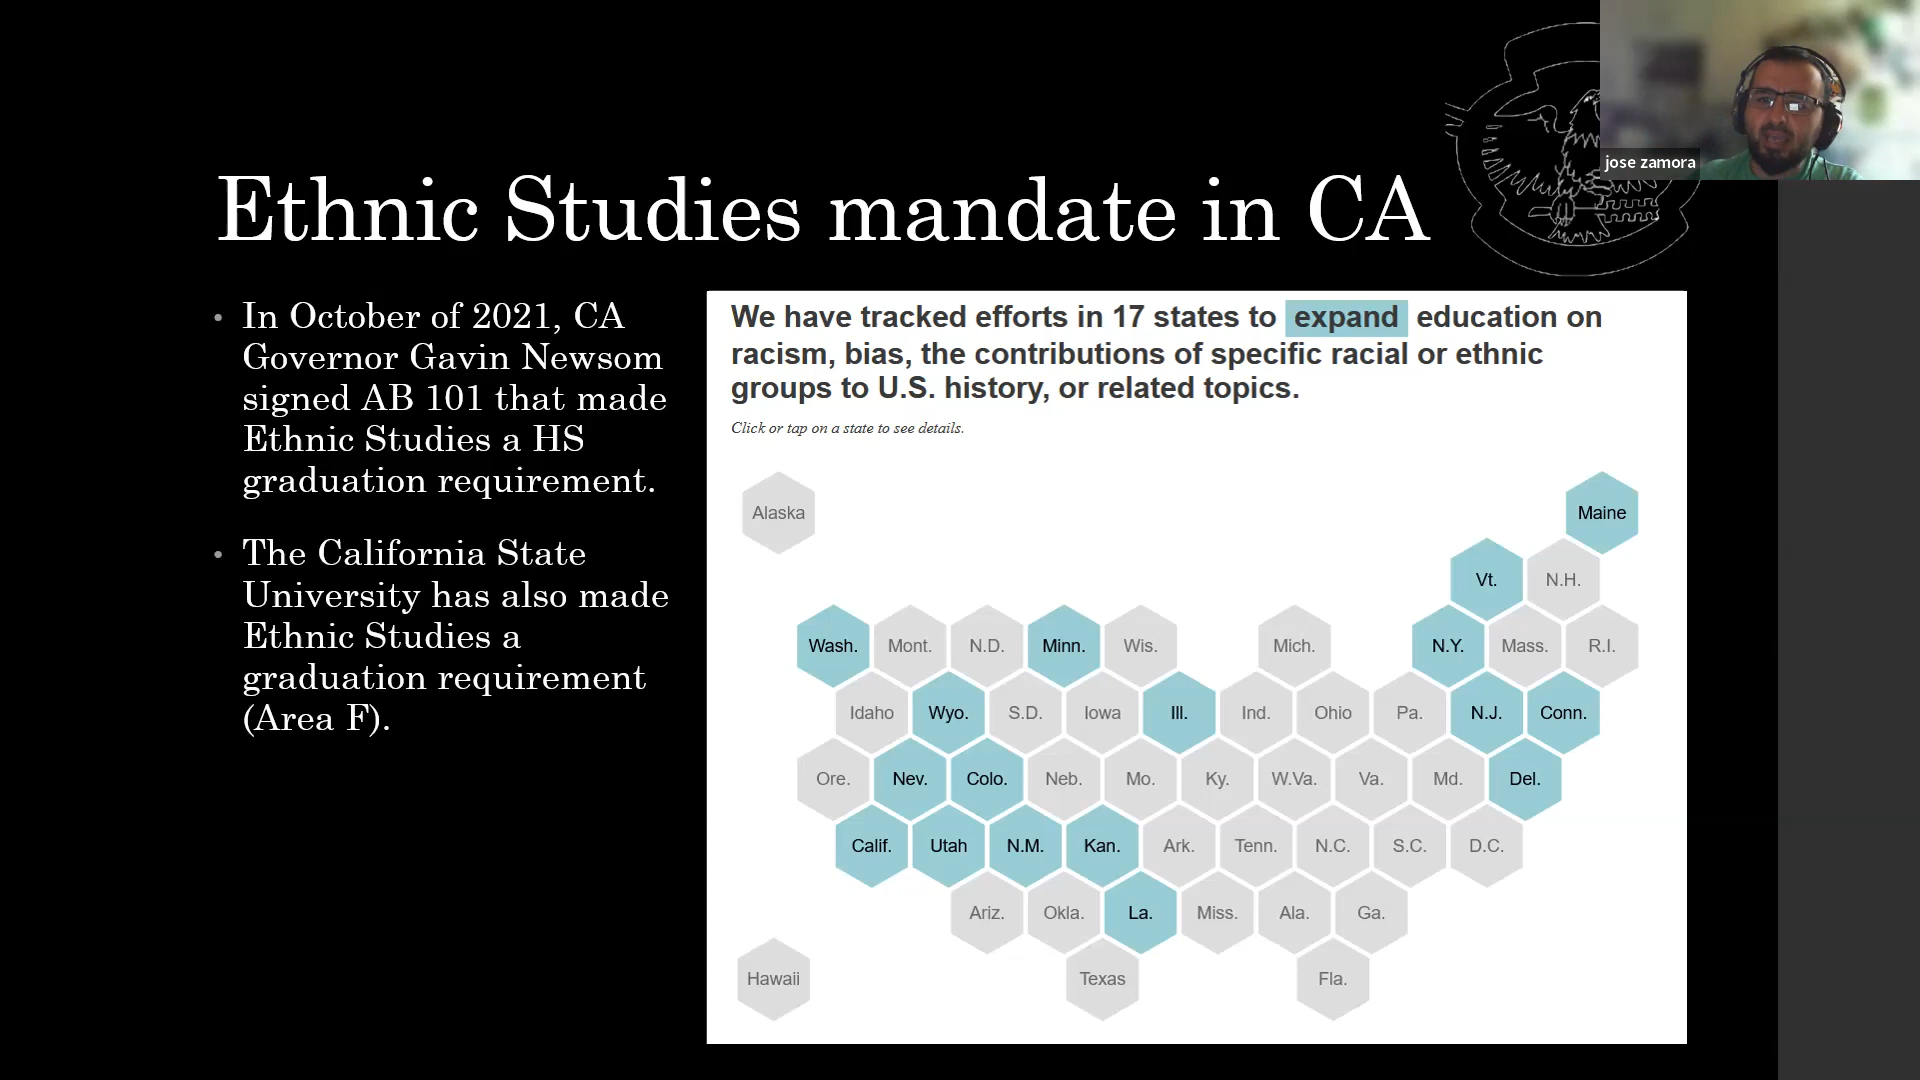 jose zamora
Ethnic Studies mandate in CA
• In October of 2021, CA
Governor Gavin Newsom
signed AB 101 that made
Ethnic Studies a HS
graduation requirement.
• The California State
University has also made
Ethnic Studies a
graduation requirement
(Area F).
We have tracked efforts in 17 states to expand education on
racism, bias, the contributions of specific racial or ethnic
groups to U.S. history, or related topics.
Click or tap on a state to see details.
Alaska Maine
Vt. N.H.
Wash. Mont. N.D. Minn. Wis. Mich. N.Y. Mass. R.I.
Idaho Wyo. S.D. Iowa Ill. Ind. Ohio Pa. N.J. Conn.
Ore. Nev. Colo. Neb. Mo. Ky. W.Va. Va. Md. Del.
Calif. Utah N.M. Kan. Ark. Tenn. N.C. S.C. D.C.
Ariz. Okla. La. Miss. Ala. Ga.
Hawaii Texas Fla.